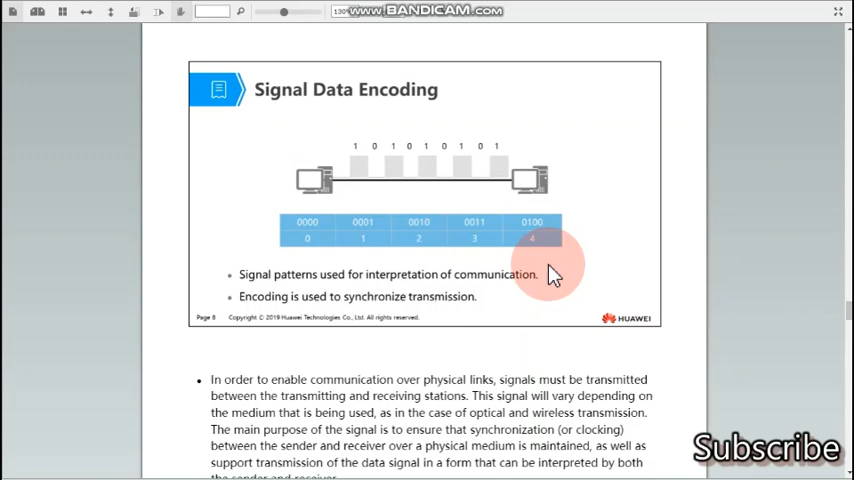 130%
www.BANDICAM.com
Signal Data Encoding
1 0 1 0 1 0 1 0 1
0000 0001 0010 0011 0100
0 1 2 3 4
• Signal patterns used for interpretation of communication.
• Encoding is used to synchronize transmission.
Page 8 Copyright © 2019 Huawei Technologies Co., Ltd. All rights reserved.
HUAWEI
• In order to enable communication over physical links, signals must be transmitted
between the transmitting and receiving stations. This signal will vary depending on
the medium that is being used, as in the case of optical and wireless transmission.
The main purpose of the signal is to ensure that synchronization (or clocking)
between the sender and receiver over a physical medium is maintained, as well as
support transmission of the data signal in a form that can be interpreted by both
the sender and receiver.
Subscribe